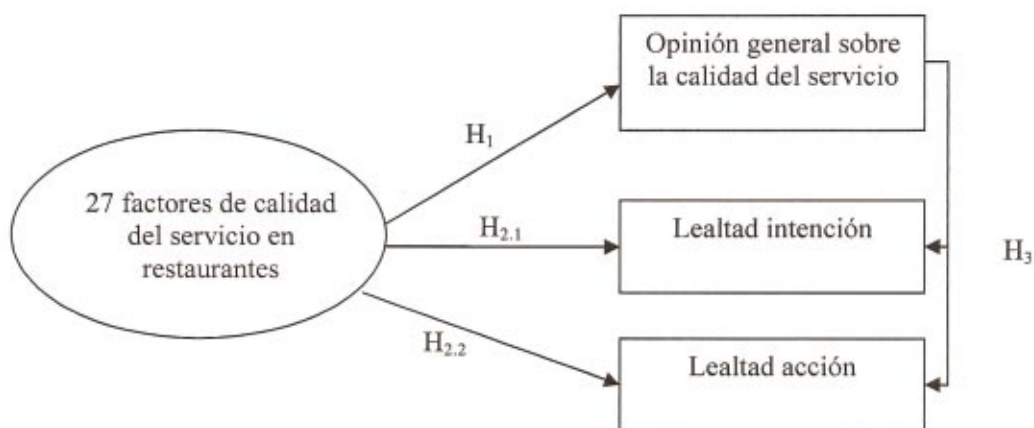 Opinión general sobre
la calidad del servicio
H₁
27 factores de calidad
del servicio en
restaurantes
H₂.₁
Lealtad intención
H₃
H₂.₂
Lealtad acción